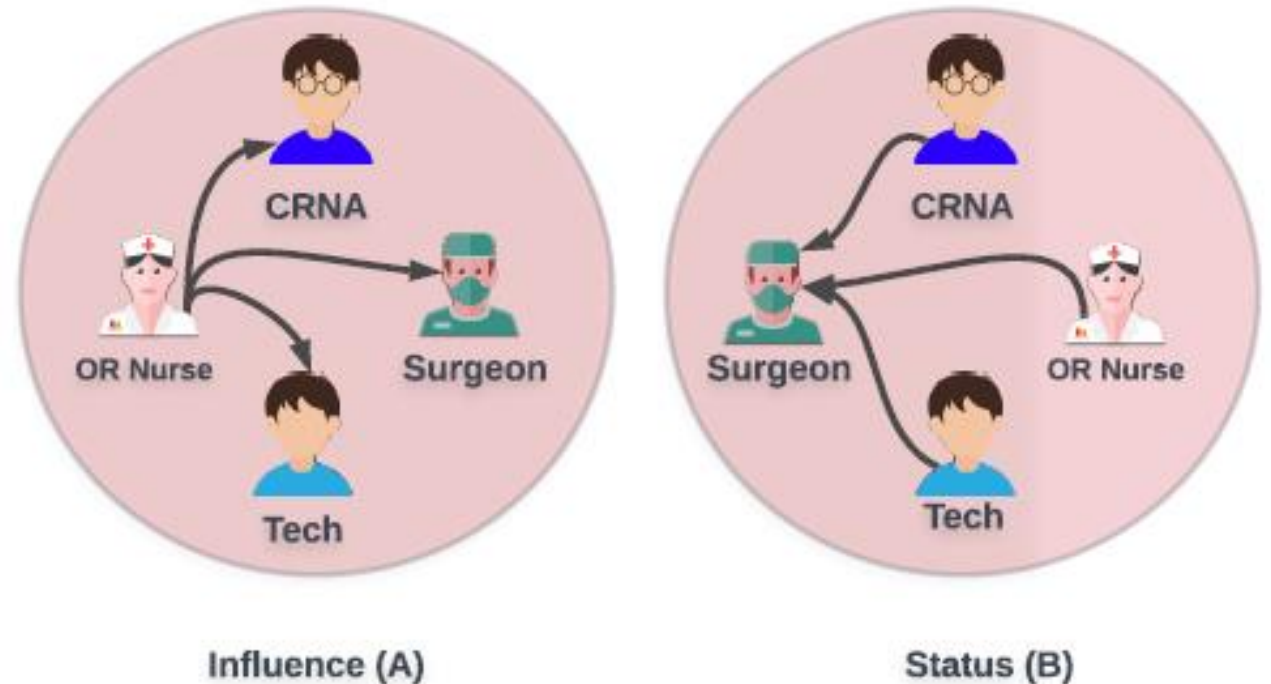 CRNA
OR Nurse
Surgeon
Tech
Influence (A)
CRNA
Surgeon
OR Nurse
Tech
Status (B)